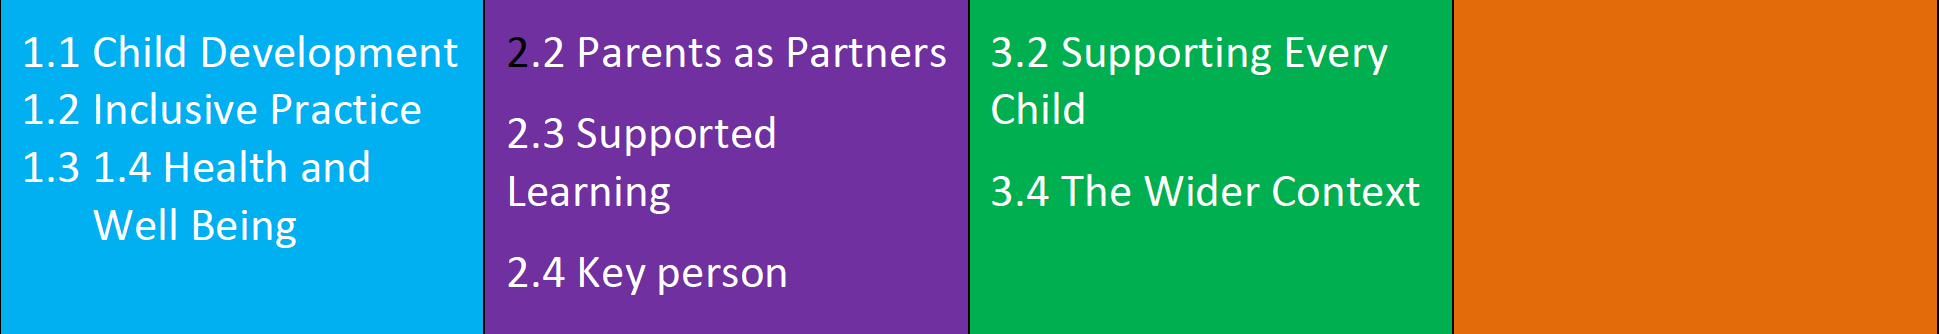 1.1 Child Development
1.2 Inclusive Practice
1.3 1.4 Health and
Well Being
2.2 Parents as Partners
2.3 Supported
Learning
2.4 Key person
3.2 Supporting Every
Child
3.4 The Wider Context